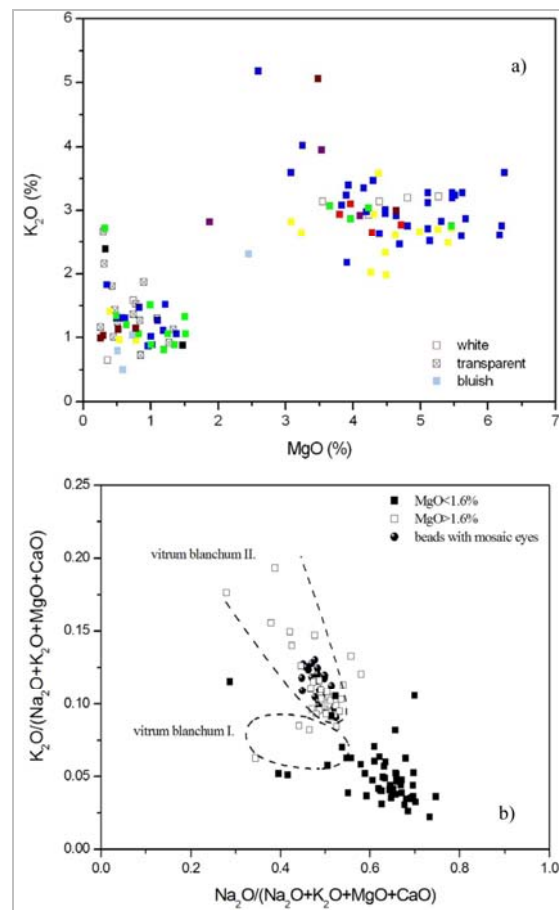 a)
6
5
4
3
2
1
0
K₂O (%)
white
transparent
bluish
0 1 2 3 4 5 6 7
MgO (%)
0.25
0.20
0.15
0.10
0.05
0.00
K₂O/(Na₂O+K₂O+MgO+CaO)
MgO<1.6%
MgO>1.6%
beads with mosaic eyes
vitrum blanchum II.
vitrum blanchum I.
b)
0.0 0.2 0.4 0.6 0.8 1.0
Na₂O/(Na₂O+K₂O+MgO+CaO)